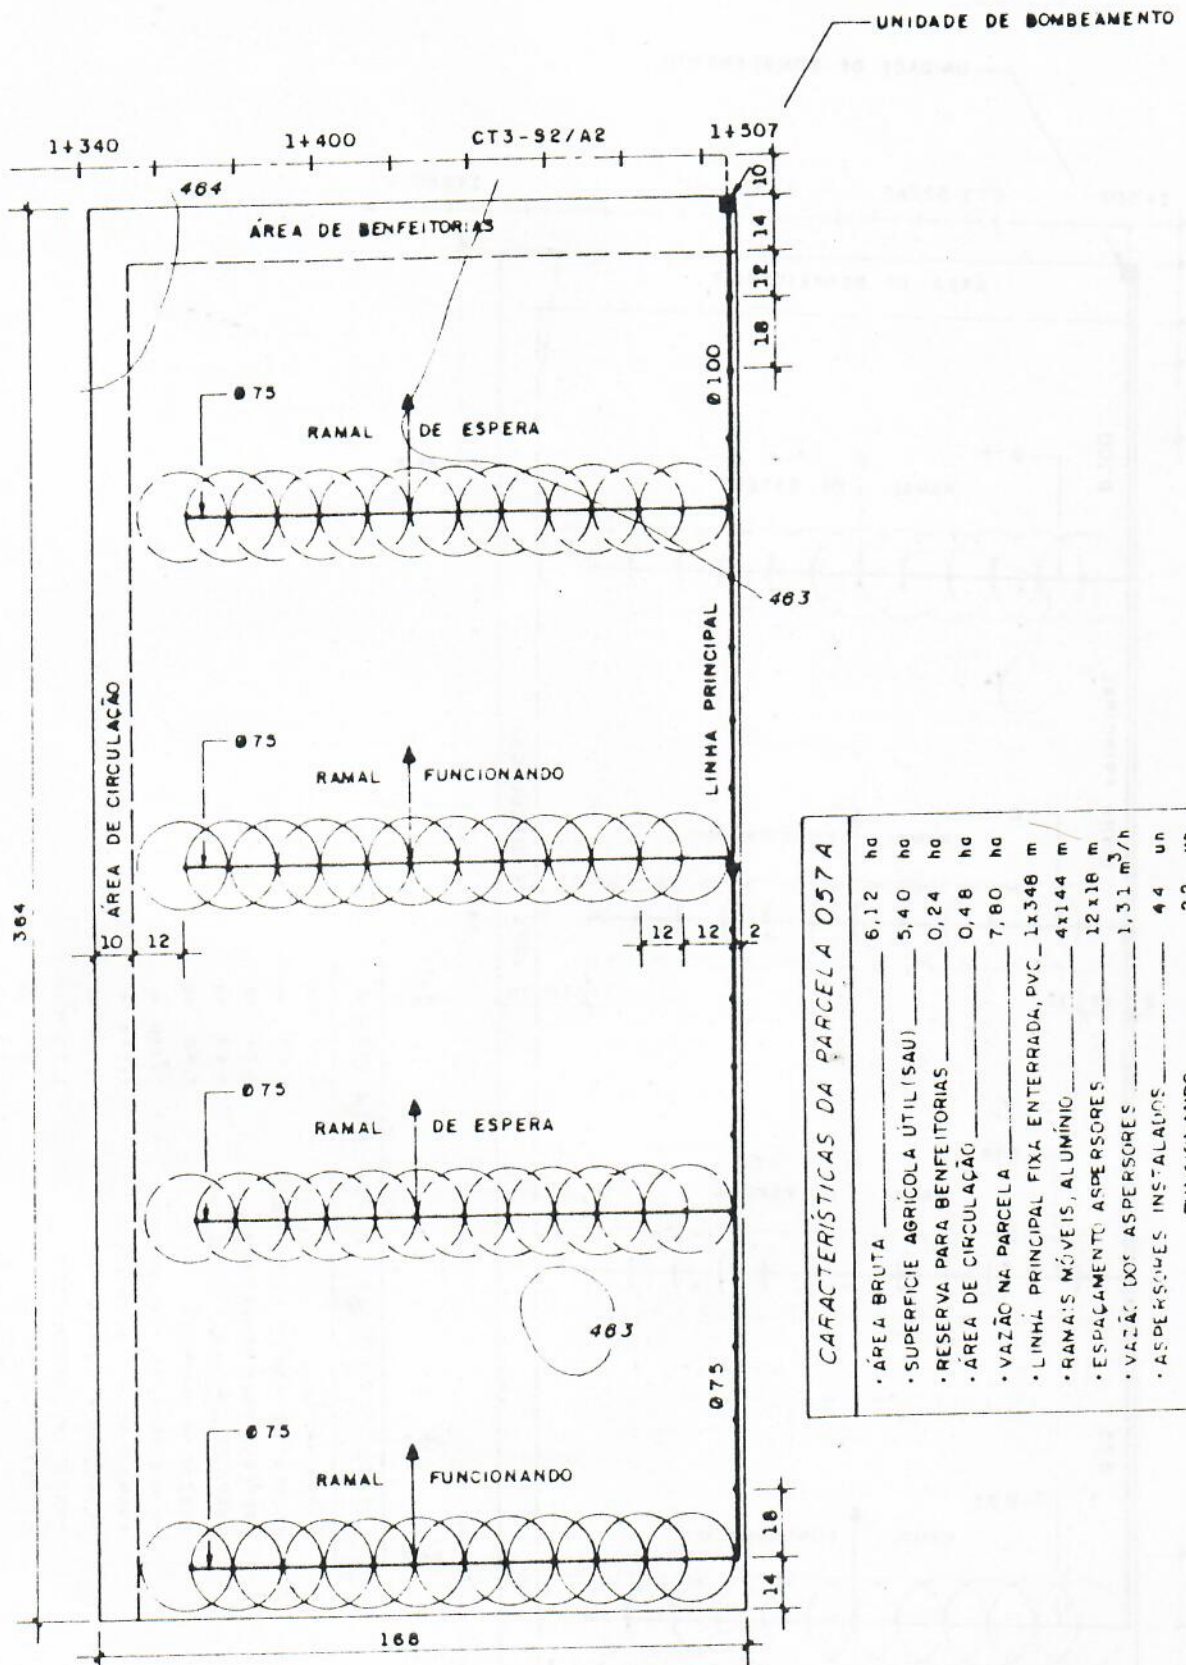 UNIDADE DE BOMBEAMENTO
1+340
1+400
CT3-S2/A2
1+507
464
10
ÁREA DE BENFEITORIAS
14
12
18
Ø100
Ø75
RAMAL DE ESPERA
463
LINHA PRINCIPAL
ÁREA DE CIRCULAÇÃO
Ø75
RAMAL FUNCIONANDO
364
10
12
12
12
2
Ø75
RAMAL DE ESPERA
463
Ø75
Ø75
RAMAL FUNCIONANDO
18
14
168
CARACTERÍSTICAS DA PARCELA 057 A
· ÁREA BRUTA 6,12 ha
· SUPERFICIE AGRÍCOLA UTIL (SAU) 5,40 ha
· RESERVA PARA BENFEITORIAS 0,24 ha
· ÁREA DE CIRCULAÇÃO 0,48 ha
· VAZÃO NA PARCELA 7,80 ha
· LINHA PRINCIPAL FIXA ENTERRADA, PVC 1x348 m
· RAMAIS MÓVEIS, ALUMÍNIO 4x144 m
· ESPAÇAMENTO ASPERSORES 12x18 m
· VAZÃO DOS ASPERSORES 1,31 m³/h
· ASPERSORES INSTALADOS 44 un